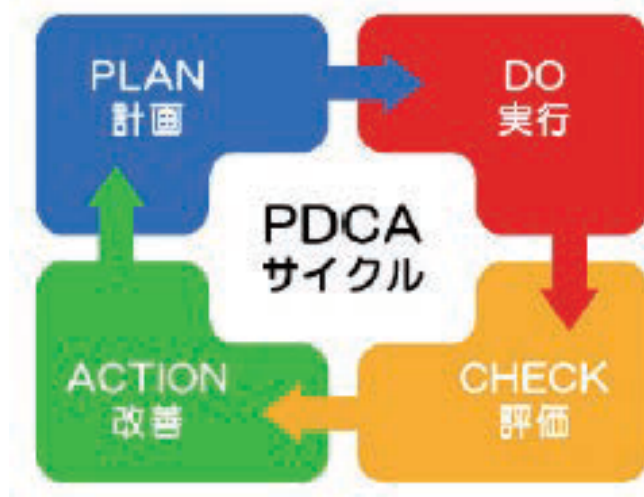 PLAN
計画
DO
実行
PDCA
サイクル
ACTION
改善
CHECK
評価